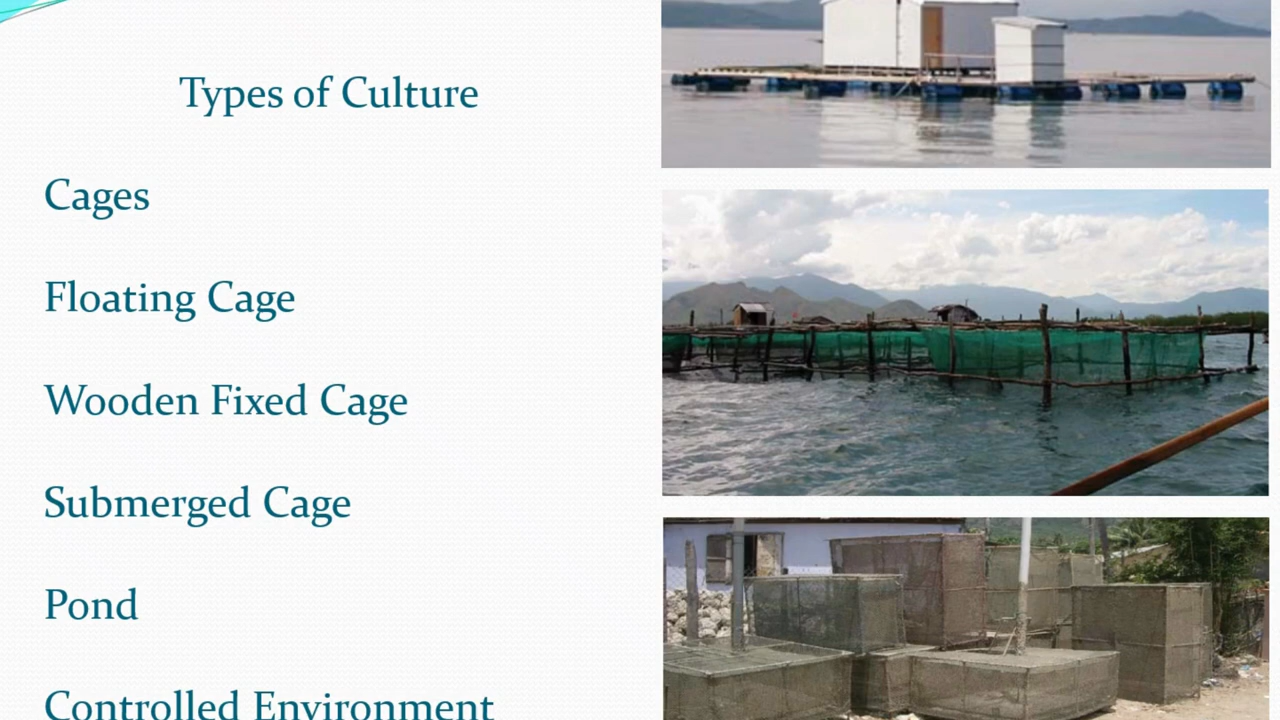 Types of Culture
Cages
Floating Cage
Wooden Fixed Cage
Submerged Cage
Pond
Controlled Environment